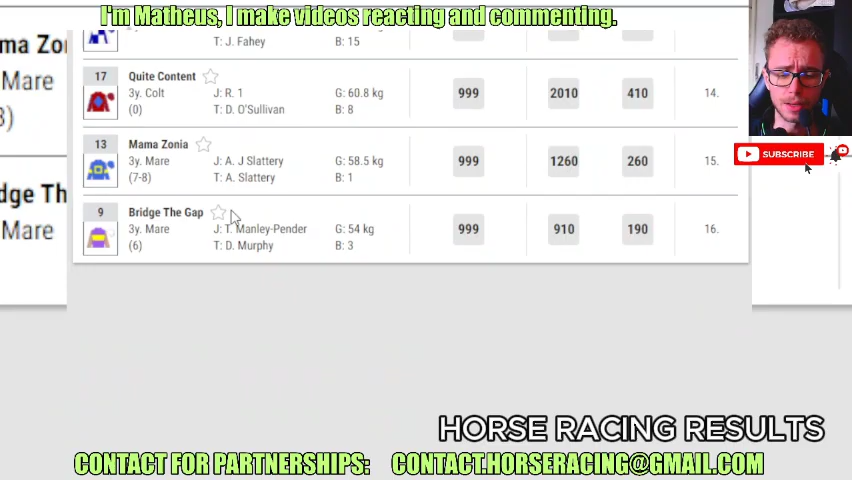 I'm Matheus, I make videos reacting and commenting.
T: J. Fahey
B: 15
17
Quite Content
3y. Colt
(0)
J: R. 1
T: D. O'Sullivan
G: 60.8 kg
B: 8
999
2010
410
14.
13
Mama Zonia
3y. Mare
(7-8)
J: A. J Slattery
T: A. Slattery
G: 58.5 kg
B: 1
999
1260
260
15.
9
Bridge The Gap
3y. Mare
(6)
J: T. Manley-Pender
T: D. Murphy
G: 54 kg
B: 3
999
910
190
16.
ma Zoi
Mare
dge Th
Mare
SUBSCRIBE
HORSE RACING RESULTS
CONTACT FOR PARTNERSHIPS: CONTACT.HORSERACING@GMAIL.COM